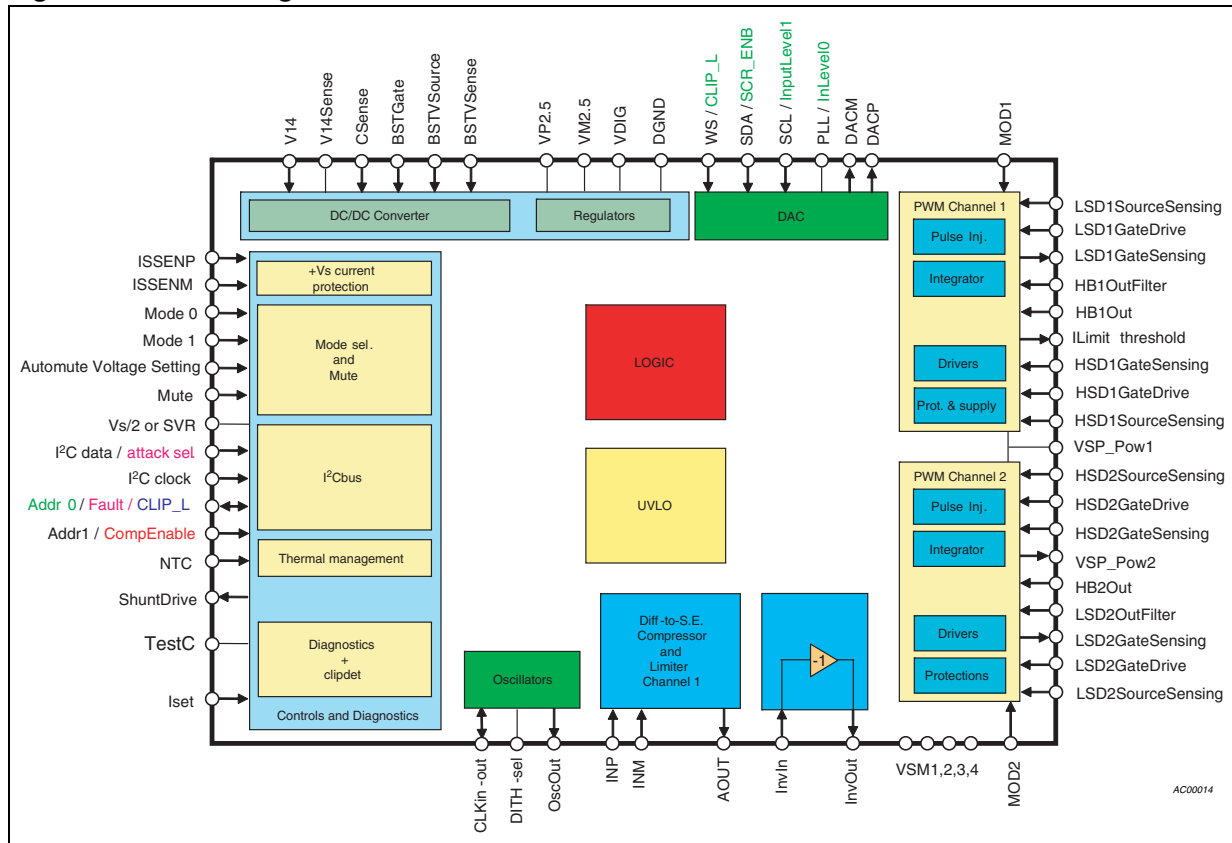 V14
V14Sense
CSense
BSTGate
BSTVSource
BSTVSense
VP2.5
VM2.5
VDIG
DGND
WS / CLIP_L
SDA / SCR_ENB
SCL / InputLevel1
PLL / InLevel0
DACM
DACP
MOD1
DC/DC Converter
Regulators
DAC
ISSENP
ISSENM
Mode 0
Mode 1
Automute Voltage Setting
Mute
Vs/2 or SVR
I²C data / attack sel.
I²C clock
Addr 0 / Fault / CLIP_L
Addr1 / CompEnable
NTC
ShuntDrive
TestC
Iset
+Vs current
protection
Mode sel.
and
Mute
I²Cbus
Thermal management
Diagnostics
+
clipdet
Controls and Diagnostics
LOGIC
UVLO
Oscillators
Diff-to-S.E.
Compressor
and
Limiter
Channel 1
-1
PWM Channel 1
Pulse Inj.
Integrator
Drivers
Prot. & supply
PWM Channel 2
Pulse Inj.
Integrator
Drivers
Protections
LSD1SourceSensing
LSD1GateDrive
LSD1GateSensing
HB1OutFilter
HB1Out
ILimit threshold
HSD1GateSensing
HSD1GateDrive
HSD1SourceSensing
VSP_Pow1
HSD2SourceSensing
HSD2GateDrive
HSD2GateSensing
VSP_Pow2
HB2Out
LSD2OutFilter
LSD2GateSensing
LSD2GateDrive
LSD2SourceSensing
CLKin -out
DITH -sel
OscOut
INP
INM
AOUT
InvIn
InvOut
VSM1,2,3,4
MOD2
AC00014